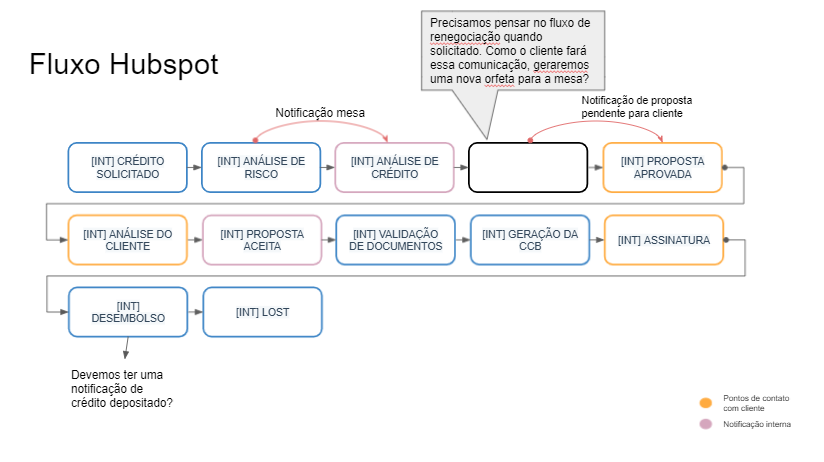 Precisamos pensar no fluxo de
renegociação quando
solicitado. Como o cliente fará
essa comunicação, geraremos
uma nova orfeta para a mesa?
Fluxo Hubspot
Notificação mesa
Notificação de proposta
pendente para cliente
[INT] CRÉDITO
SOLICITADO
[INT] ANÁLISE DE
RISCO
[INT] ANÁLISE DE
CRÉDITO
[INT] PROPOSTA
APROVADA
[INT] ANÁLISE DO
CLIENTE
[INT] PROPOSTA
ACEITA
[INT] VALIDAÇÃO
DE DOCUMENTOS
[INT] GERAÇÃO DA
CCB
[INT] ASSINATURA
[INT]
DESEMBOLSO
[INT] LOST
Devemos ter uma
notificação de
crédito depositado?
Pontos de contato
com cliente
Notificação interna